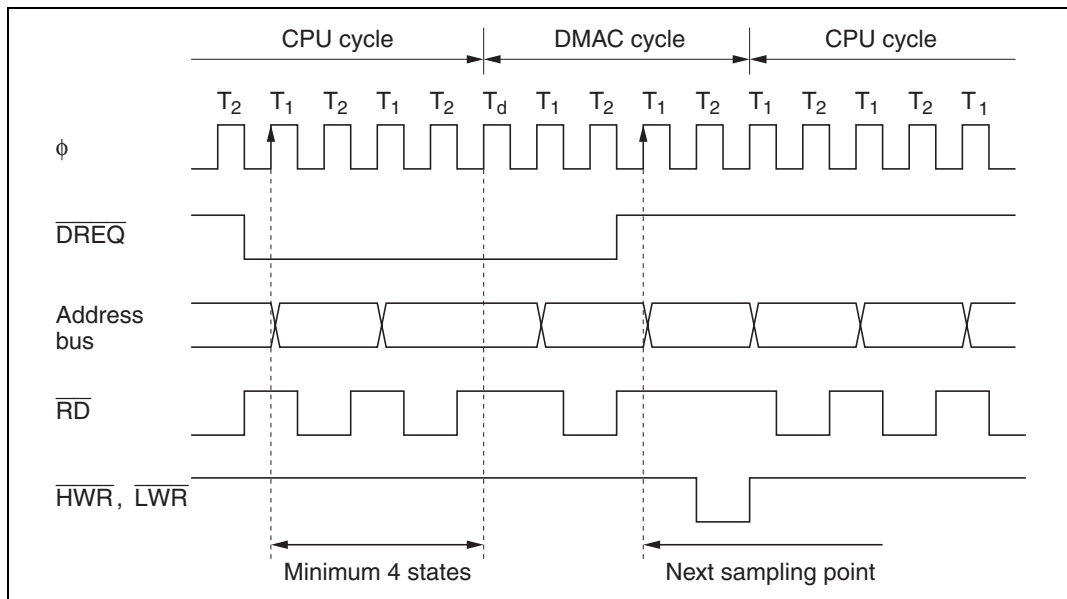 CPU cycle DMAC cycle CPU cycle
T2 T1 T2 T1 T2 Td T1 T2 T1 T2 T1 T2 T1 T2 T1
ϕ
DREQ
Address
bus
RD
HWR, LWR
Minimum 4 states Next sampling point